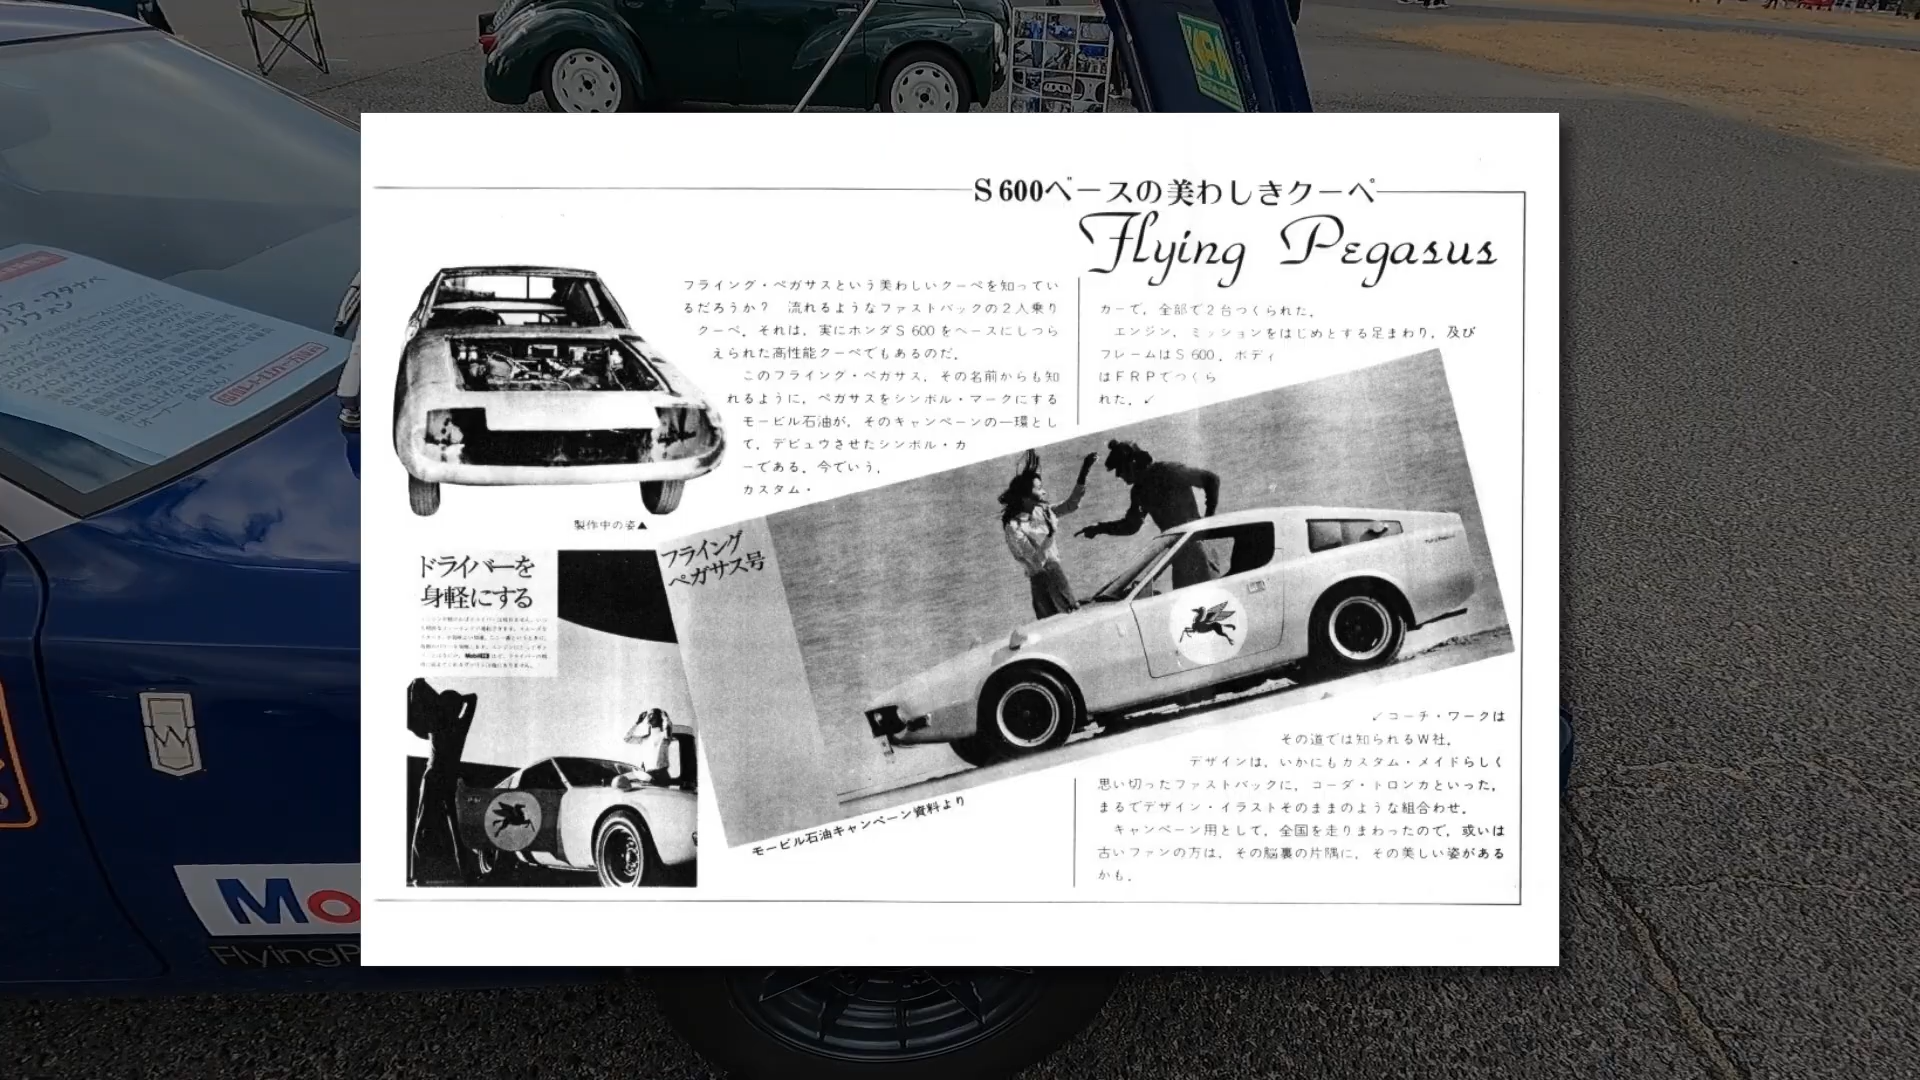 S600ベースの美わしきクーペ
Flying Pegasus
フライング・ペガサスという美わしいクーペを知ってい
るだろうか？ 流れるようなファストバックの2人乗り
クーペ。それは、実にホンダS600をベースにしつら
えられた高性能クーペでもあるのだ。
このフライング・ペガサス、その名前からも知
れるように、ペガサスをシンボル・マークにする
モービル石油が、そのキャンペーンの一環とし
て、デビュウさせたシンボル・カ
ーである。今でいう、
カスタム・
カーで、全部で2台つくられた。
エンジン、ミッションをはじめとする足まわり、及び
フレームはS600。ボディ
はFRPでつくら
れた。↙
製作中の姿▲
ドライバーを
身軽にする
フライング
ペガサス号
モービル石油キャンペーン資料より
↙コーチ・ワークは
その道では知られるW社。
デザインは、いかにもカスタム・メイドらしく
思い切ったファストバックに、コーダ・トロンカといった、
まるでデザイン・イラストそのままのような組合わせ。
キャンペーン用として、全国を走りまわったので、或いは
古いファンの方は、その脳裏の片隅に、その美しい姿がある
かも。
Mo
FlyingP